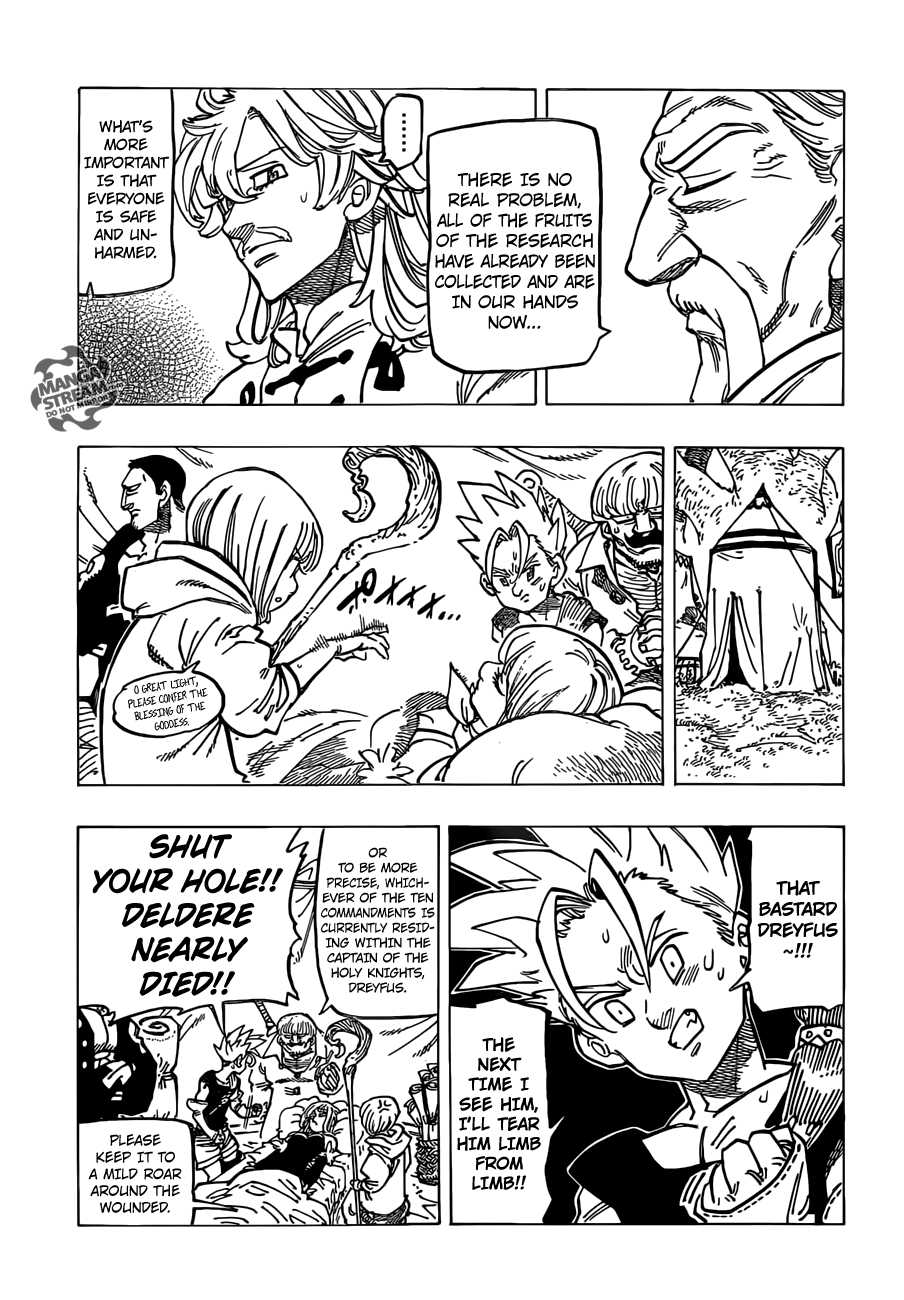 THERE IS NO
REAL PROBLEM,
ALL OF THE FRUITS
OF THE RESEARCH
HAVE ALREADY BEEN
COLLECTED AND ARE
IN OUR HANDS
NOW...
......
WHAT'S
MORE
IMPORTANT
IS THAT
EVERYONE
IS SAFE
AND UN-
HARMED.
MANGA
STREAM
DO NOT MIRROR
O GREAT LIGHT,
PLEASE CONFER THE
BLESSING OF THE
GODDESS.
THAT
BASTARD
DREYFUS
~!!!
THE
NEXT
TIME I
SEE HIM,
I'LL TEAR
HIM LIMB
FROM
LIMB!!
OR
TO BE MORE
PRECISE, WHICH-
EVER OF THE TEN
COMMANDMENTS IS
CURRENTLY RESID-
ING WITHIN THE
CAPTAIN OF THE
HOLY KNIGHTS,
DREYFUS.
SHUT
YOUR HOLE!!
DELDERE
NEARLY
DIED!!
PLEASE
KEEP IT TO
A MILD ROAR
AROUND THE
WOUNDED.